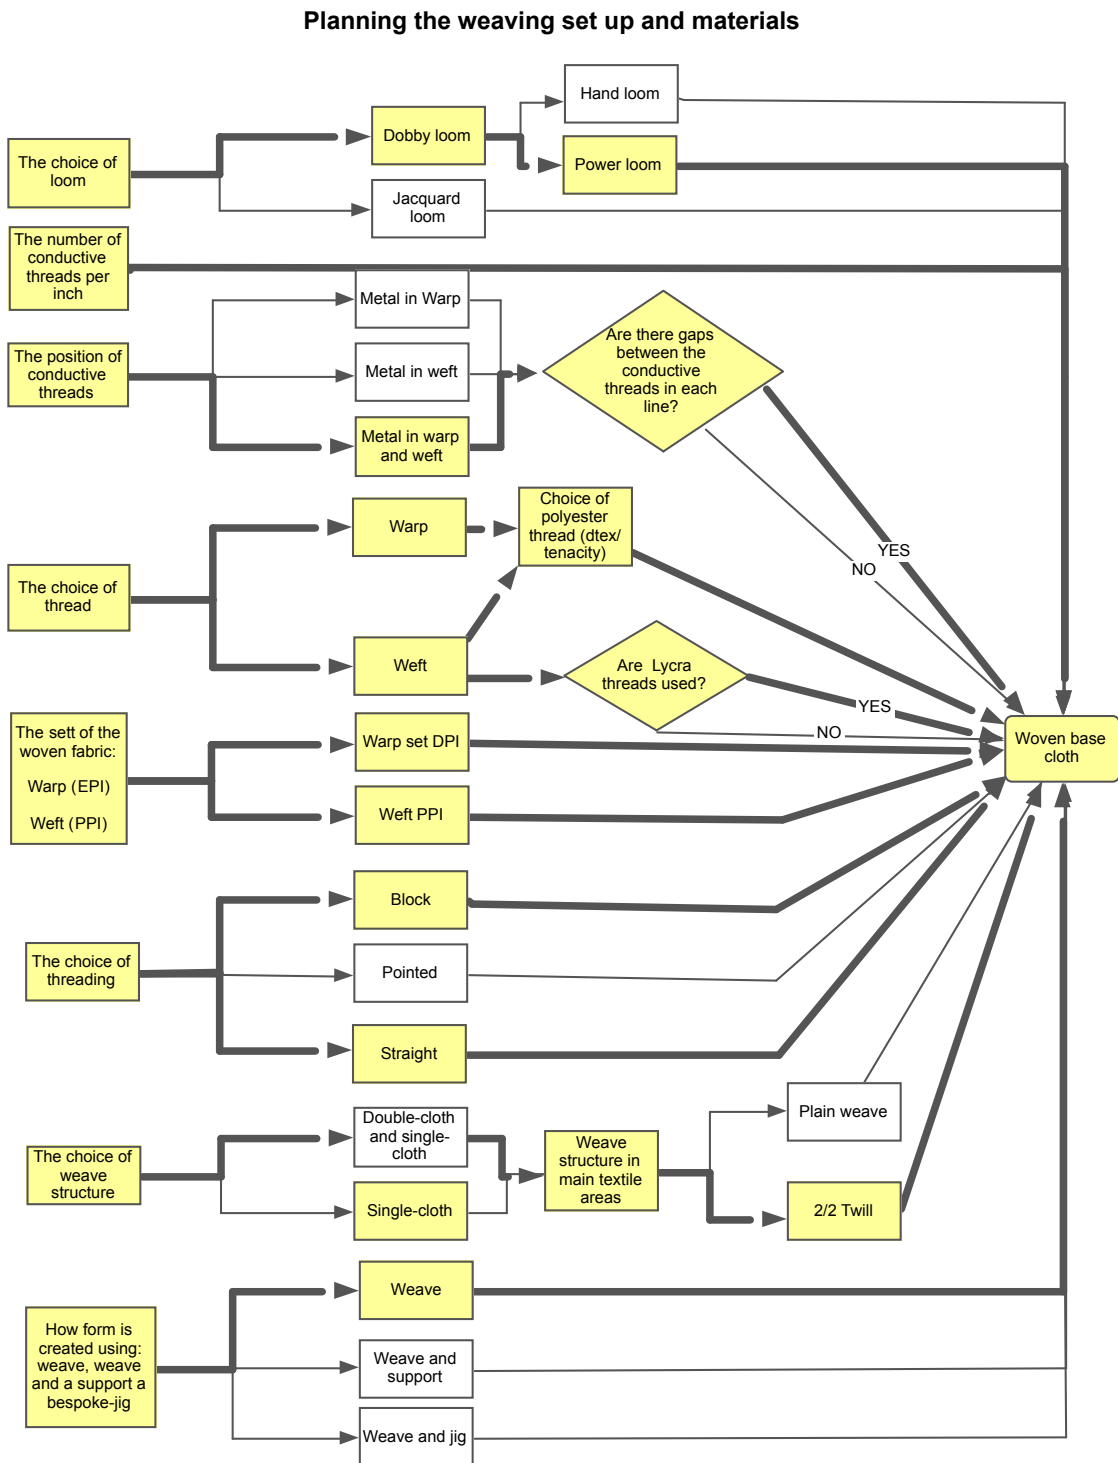 Planning the weaving set up and materials
Hand loom
Dobby loom
Power loom
The choice of
loom
Jacquard
loom
The number of
conductive
threads per
inch
Metal in Warp
Are there gaps
between the
conductive
threads in each
line?
The position of
conductive
threads
Metal in weft
Metal in warp
and weft
YES
NO
Choice of
polyester
thread (dtex/
tenacity)
Warp
The choice of
thread
Weft
Are Lycra
threads used?
YES
NO
Woven base
cloth
The sett of the
woven fabric:
Warp (EPI)
Weft (PPI)
Warp set DPI
Weft PPI
Block
The choice of
threading
Pointed
Straight
Plain weave
Double-cloth
and single-
cloth
Weave
structure in
main textile
areas
The choice of
weave
structure
Single-cloth
2/2 Twill
Weave
How form is
created using:
weave, weave
and a support a
bespoke-jig
Weave and
support
Weave and jig